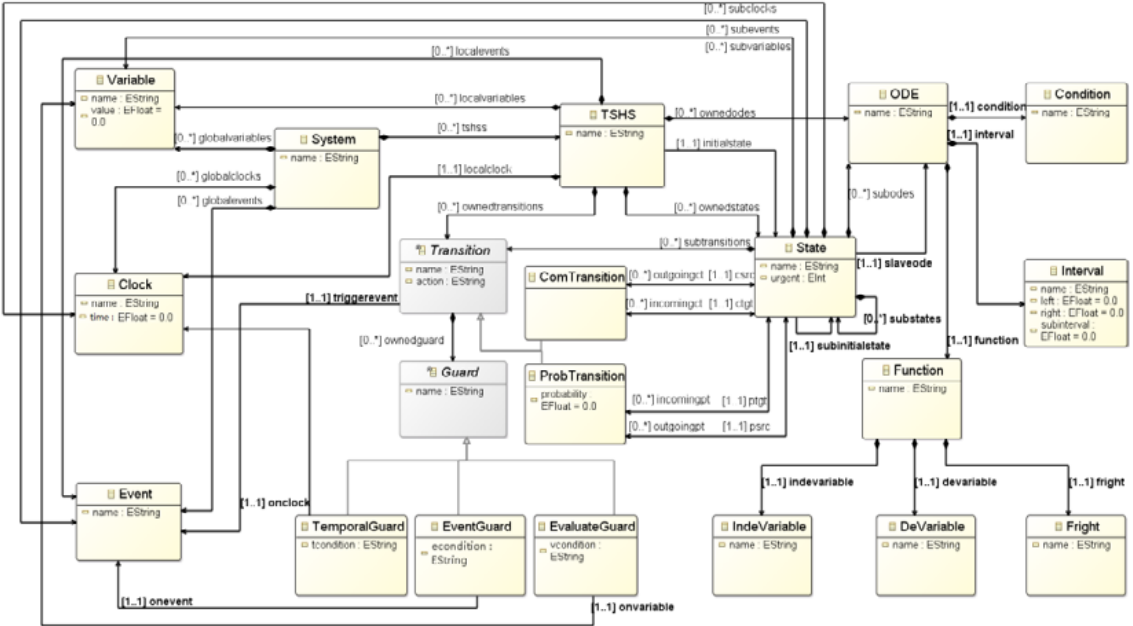 [0..*] subclocks
[0..*] subevents
[0..*] subvariables
[0..*] localevents
Variable
name : EString
value : EFloat =
0.0
[0..*] localvariables
[0..*] globalvariables
System
name : EString
[0..*] tshss
TSHS
name : EString
[0..*] ownedodes
[1..1] initialstate
ODE
name : EString
[1..1] condition
Condition
name : EString
[1..1] interval
[0..*] globalclocks
[0..*] globalevents
[1..1] localclock
[0..*] ownedtransitions
[0..*] ownedstates
[0..*] subodes
Transition
name : EString
action : EString
[0..*] subtransitions
State
name : EString
urgent : EInt
[1..1] slaveode
Clock
name : EString
time : EFloat = 0.0
[1..1] triggerevent
ComTransition
[0..*] outgoingct [1..1] csrc
[0..*] incomingct [1..1] ctgt
[0..*] substates
[1..1] subinitialstate
Interval
name : EString
left : EFloat = 0.0
right : EFloat = 0.0
subinterval :
EFloat = 0.0
[0..*] ownedguard
Guard
name : EString
ProbTransition
probability :
EFloat = 0.0
[0..*] incomingpt [1..1] ptgt
[0..*] outgoingpt [1..1] psrc
[1..1] function
Function
name : EString
[1..1] indevariable
[1..1] devariable
[1..1] fright
Event
name : EString
[1..1] onclock
TemporalGuard
tcondition : EString
EventGuard
econdition :
EString
EvaluateGuard
vcondition :
EString
IndeVariable
name : EString
DeVariable
name : EString
Fright
name : EString
[1..1] onevent
[1..1] onvariable